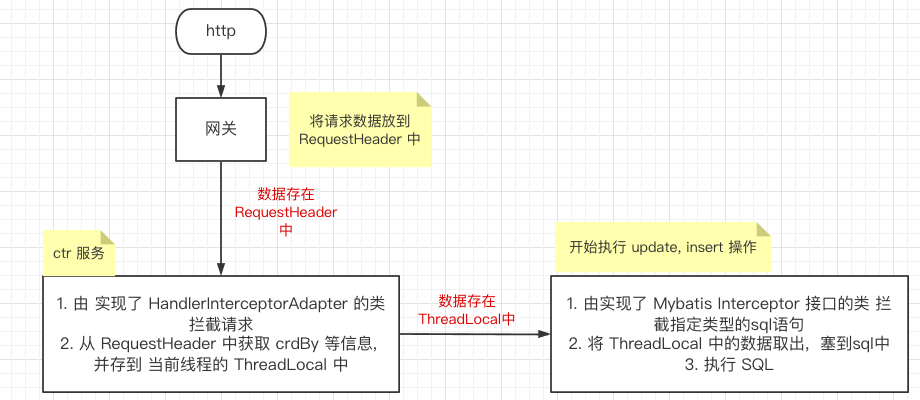 http
网关
将请求数据放到
RequestHeader 中
数据存在
RequestHeader
中
ctr 服务
1. 由 实现了 HandlerInterceptorAdapter 的类
拦截请求
2. 从 RequestHeader 中获取 crdBy 等信息,
并存到 当前线程的 ThreadLocal 中
数据存在
ThreadLocal中
开始执行 update, insert 操作
1. 由实现了 Mybatis Interceptor 接口的类 拦
截指定类型的sql语句
2. 将 ThreadLocal 中的数据取出，塞到sql中
3. 执行 SQL